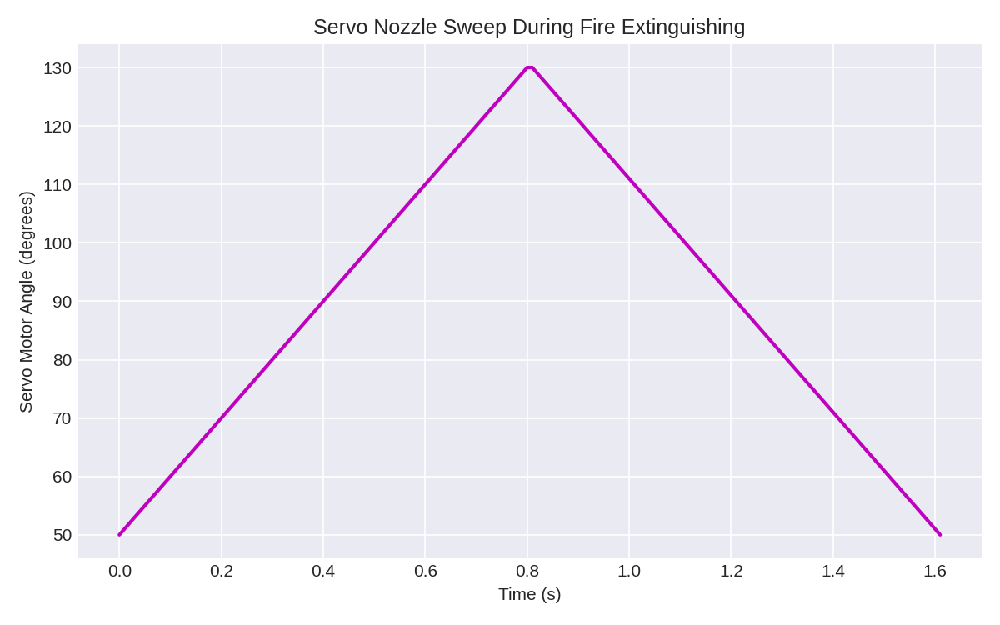 Servo Nozzle Sweep During Fire Extinguishing
130
120
110
100
90
80
70
60
50
Servo Motor Angle (degrees)
0.0 0.2 0.4 0.6 0.8 1.0 1.2 1.4 1.6
Time (s)